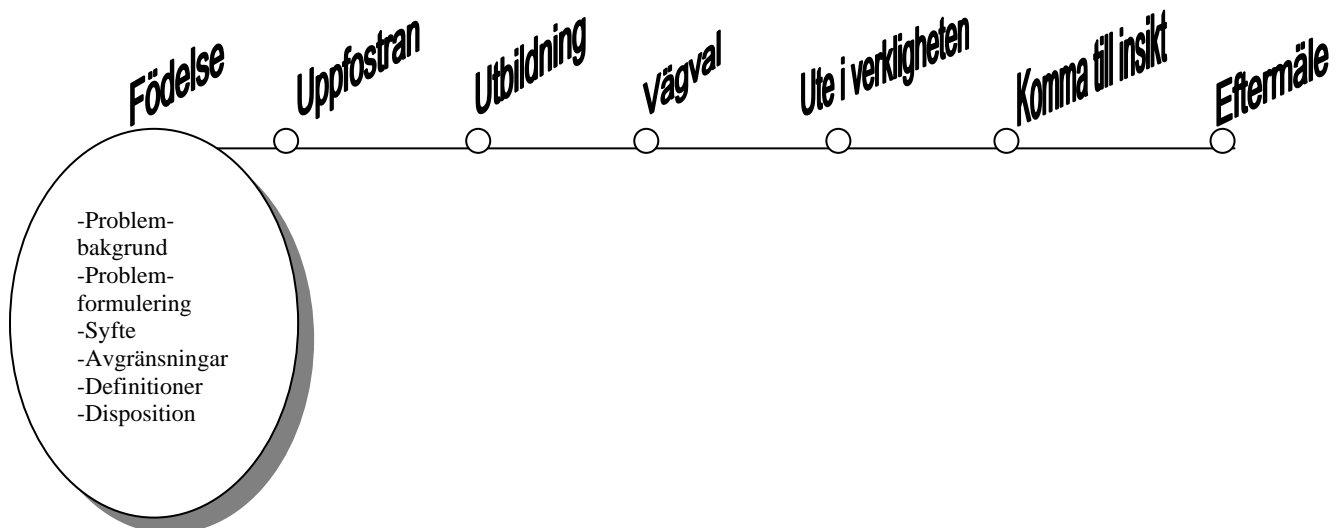 Födelse
Uppfostran
Utbildning
Vägval
Ute i verkligheten
Komma till insikt
Eftermäle
-Problem-
bakgrund
-Problem-
formulering
-Syfte
-Avgränsningar
-Definitioner
-Disposition